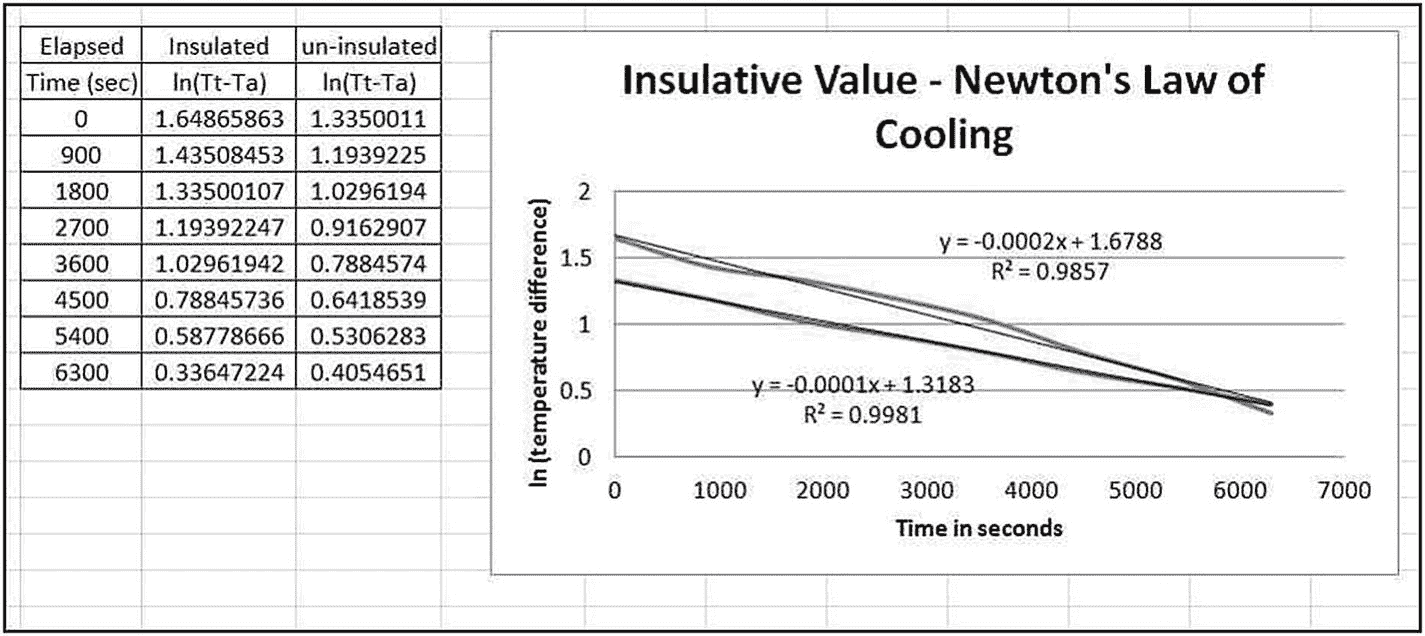 Elapsed Insulated un-insulated
Time (sec) ln(Tt-Ta) ln(Tt-Ta)
0 1.64865863 1.3350011
900 1.43508453 1.1939225
1800 1.33500107 1.0296194
2700 1.19392247 0.9162907
3600 1.02961942 0.7884574
4500 0.78845736 0.6418539
5400 0.58778666 0.5306283
6300 0.33647224 0.4054651
Insulative Value - Newton's Law of
Cooling
ln (temperature difference)
2
1.5
1
0.5
0
y = -0.0002x + 1.6788
R² = 0.9857
y = -0.0001x + 1.3183
R² = 0.9981
0 1000 2000 3000 4000 5000 6000 7000
Time in seconds